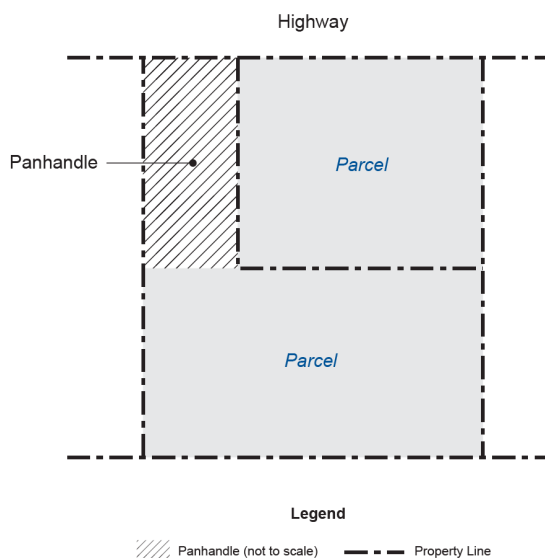 Highway
Panhandle
Parcel
Parcel
Legend
Panhandle (not to scale)
Property Line